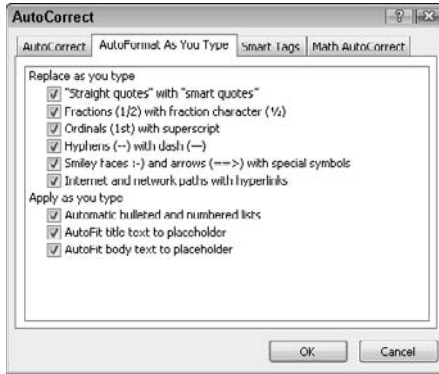 AutoCorrect
AutoCorrect AutoFormat As You Type Smart Tags Math AutoCorrect
Replace as you type
"Straight quotes" with "smart quotes"
Fractions (1/2) with fraction character (½)
Ordinals (1st) with superscript
Hyphens (--) with dash (—)
Smiley faces :-) and arrows (==>) with special symbols
Internet and network paths with hyperlinks
Apply as you type
Automatic bulleted and numbered lists
AutoFit title text to placeholder
AutoFit body text to placeholder
OK Cancel